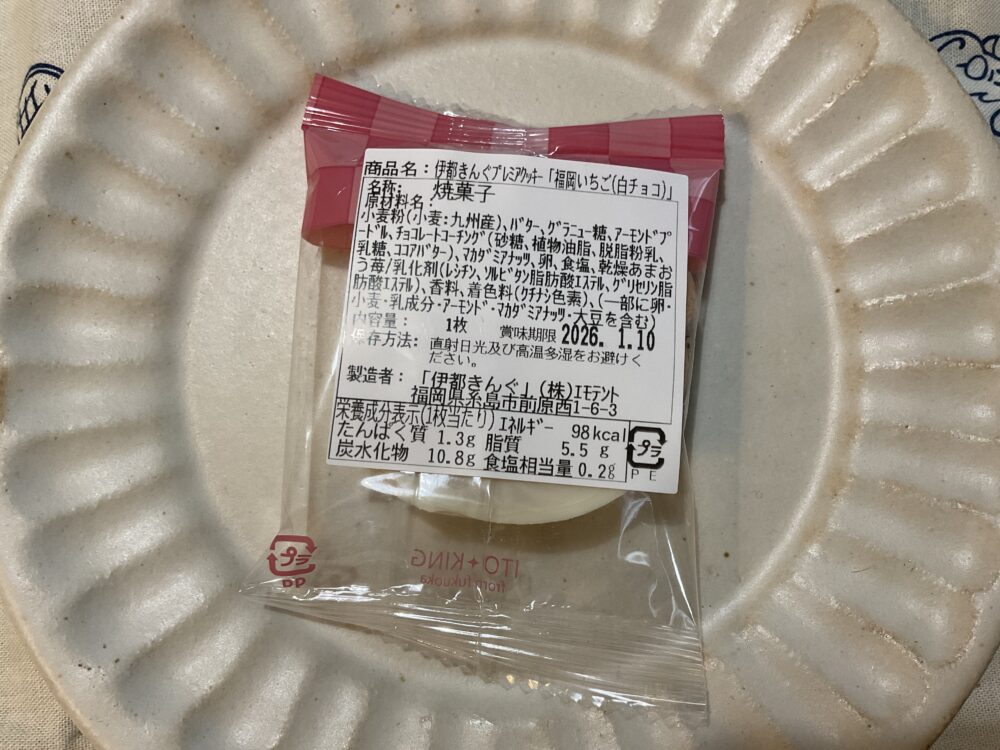 商品名：伊都きんぐプレミアクッキー「福岡いちご(白チョコ)」
名称：　焼菓子
原材料名：
小麦粉(小麦:九州産)､バター､グラニュー糖､アーモンドプ
ードル､チョコレートコーチング(砂糖､植物油脂､脱脂粉乳､
乳糖､ココアバター)､マカダミアナッツ､卵､食塩､乾燥あまお
う苺/乳化剤(レシチン､ソルビタン脂肪酸エステル､グリセリン脂
肪酸エステル)､香料､着色料(クチナシ色素)､(一部に卵･
小麦･乳成分･アーモンド･マカダミアナッツ･大豆を含む)
内容量：　1枚　賞味期限 2026. 1.10
保存方法：直射日光及び高温多湿をお避けく
ださい。
製造者：「伊都きんぐ」(株)エモテント
福岡県糸島市前原西1-6-3
栄養成分表示(1枚当たり) エネルギー 98kcal
たんぱく質 1.3g 脂質 5.5 g
炭水化物 10.8g 食塩相当量 0.2g
プラ
PE
プラ
PP
ITO✦KING
from fukuoka